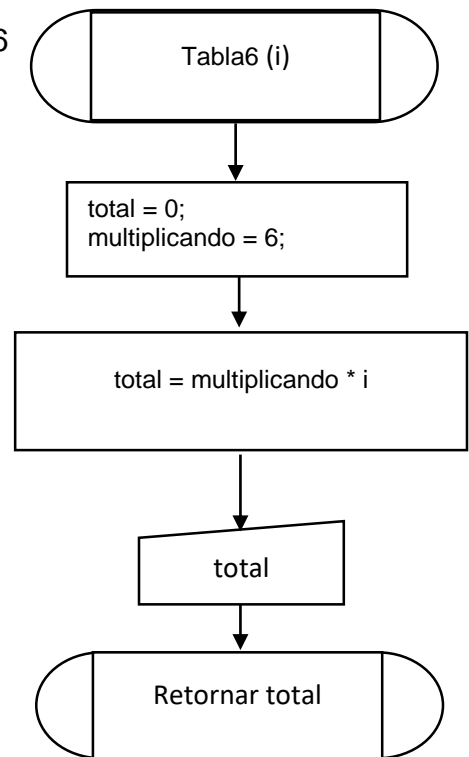 6
Tabla6 (i)
total = 0;
multiplicando = 6;
total = multiplicando * i
total
Retornar total